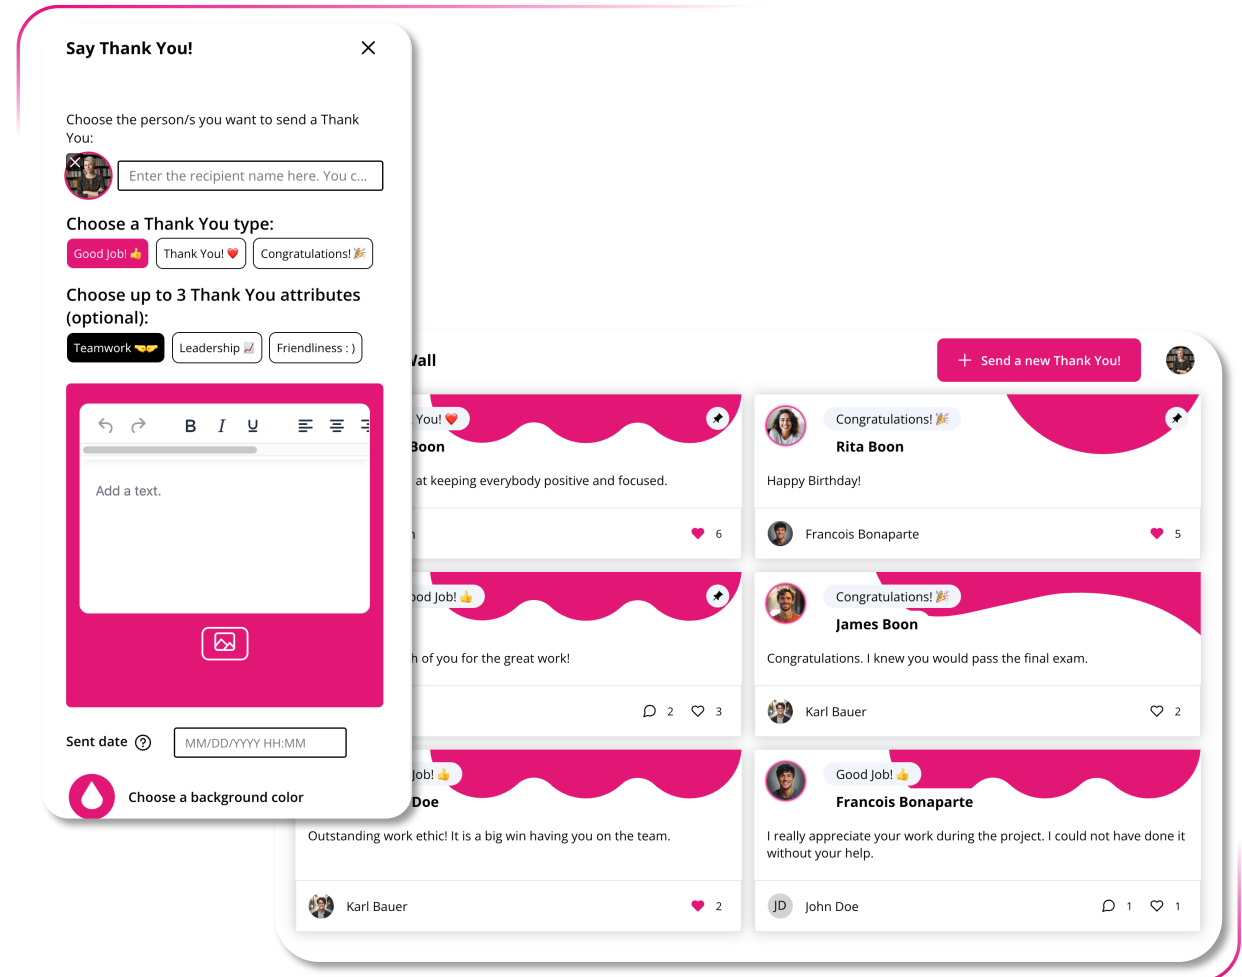 Say Thank You!
Choose the person/s you want to send a Thank
You:
Enter the recipient name here. You c...
Choose a Thank You type:
Good Job! 👍
Thank You! ❤️
Congratulations! 🎉
Choose up to 3 Thank You attributes
(optional):
Teamwork 🤝
Leadership 📈
Friendliness : )
B I U
Add a text.
Sent date ?
MM/DD/YYYY HH:MM
Choose a background color
+ Send a new Thank You!
You! ❤️
Boon
at keeping everybody positive and focused.
6
Congratulations! 🎉
Rita Boon
Happy Birthday!
Francois Bonaparte
5
Job! 👍
of you for the great work!
2 3
Congratulations! 🎉
James Boon
Congratulations. I knew you would pass the final exam.
Karl Bauer
2
Job! 👍
Doe
Outstanding work ethic! It is a big win having you on the team.
Karl Bauer
2
Good Job! 👍
Francois Bonaparte
I really appreciate your work during the project. I could not have done it
without your help.
JD John Doe
1 1